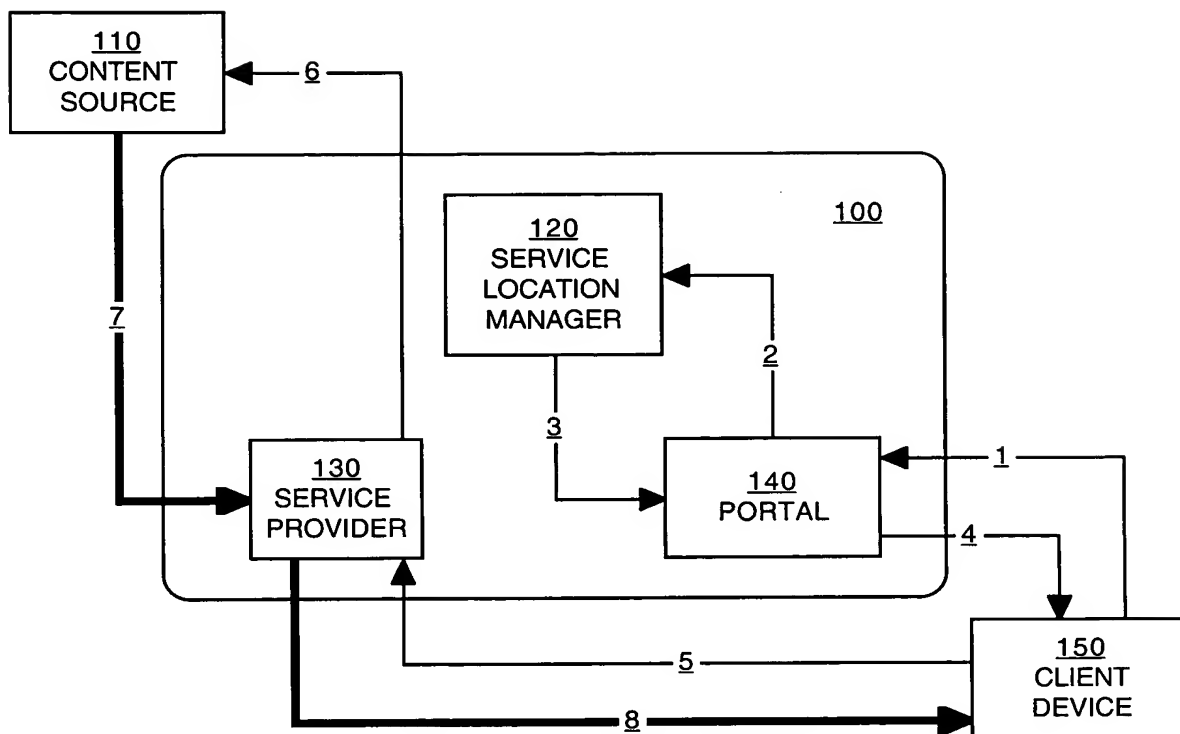 110
CONTENT
SOURCE
6
100
120
SERVICE
LOCATION
MANAGER
7
2
3
1
130
SERVICE
PROVIDER
140
PORTAL
4
5
150
CLIENT
DEVICE
8